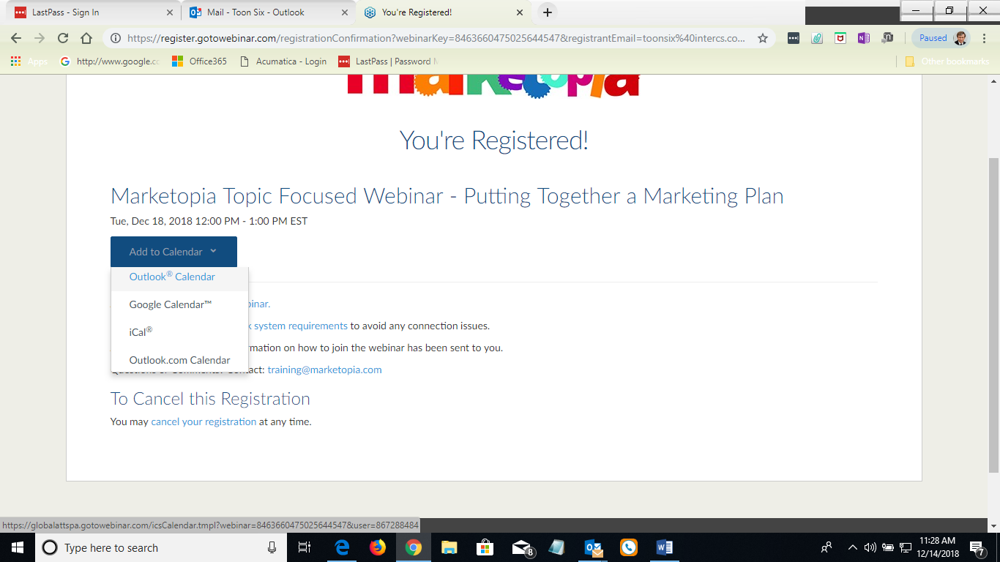 LastPass - Sign In
Mail - Toon Six - Outlook
You're Registered!
https://register.gotowebinar.com/registrationConfirmation?webinarKey=8463660475025644547&registrantEmail=toonsix%40intercs.co...
Paused
Apps
http://www.google.cc
Office365
Acumatica - Login
LastPass | Password
Other bookmarks
marketopia
You're Registered!
Marketopia Topic Focused Webinar - Putting Together a Marketing Plan
Tue, Dec 18, 2018 12:00 PM - 1:00 PM EST
Add to Calendar
Outlook® Calendar
Google Calendar™
inar.
iCal®
k system requirements to avoid any connection issues.
mation on how to join the webinar has been sent to you.
Outlook.com Calendar
Questions or Comments? Contact: training@marketopia.com
To Cancel this Registration
You may cancel your registration at any time.
https://globalattspa.gotowebinar.com/icsCalendar.tmpl?webinar=8463660475025644547&user=867288484
Type here to search
8
11:28 AM
12/14/2018
7